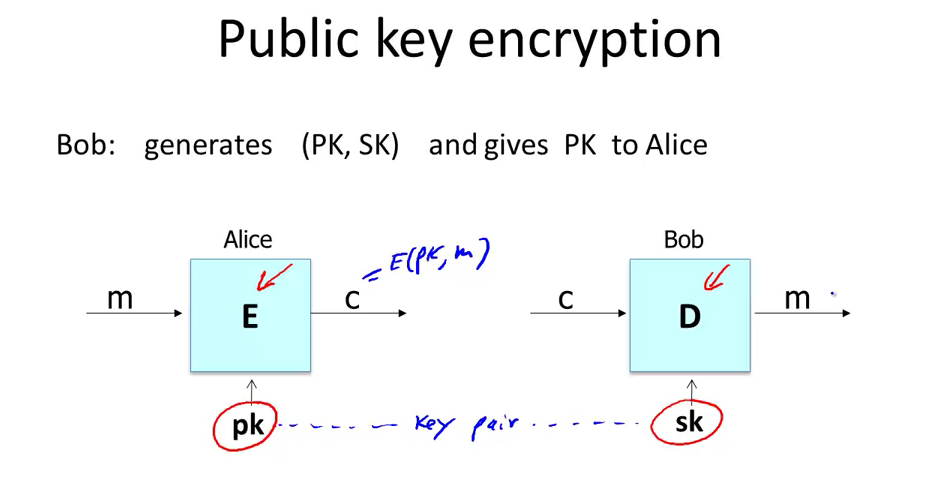 Public key encryption
Bob: generates (PK, SK) and gives PK to Alice
Alice
Bob
m
E
c
= E(PK, m)
c
D
m
pk
key pair
sk